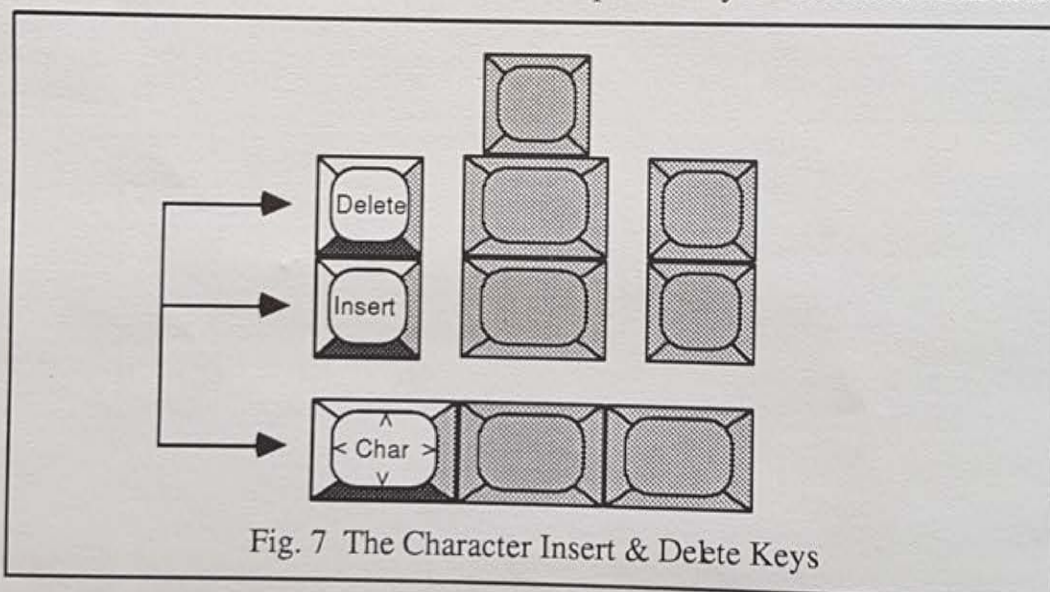 Delete
Insert
^
< Char >
v
Fig. 7 The Character Insert & Delete Keys